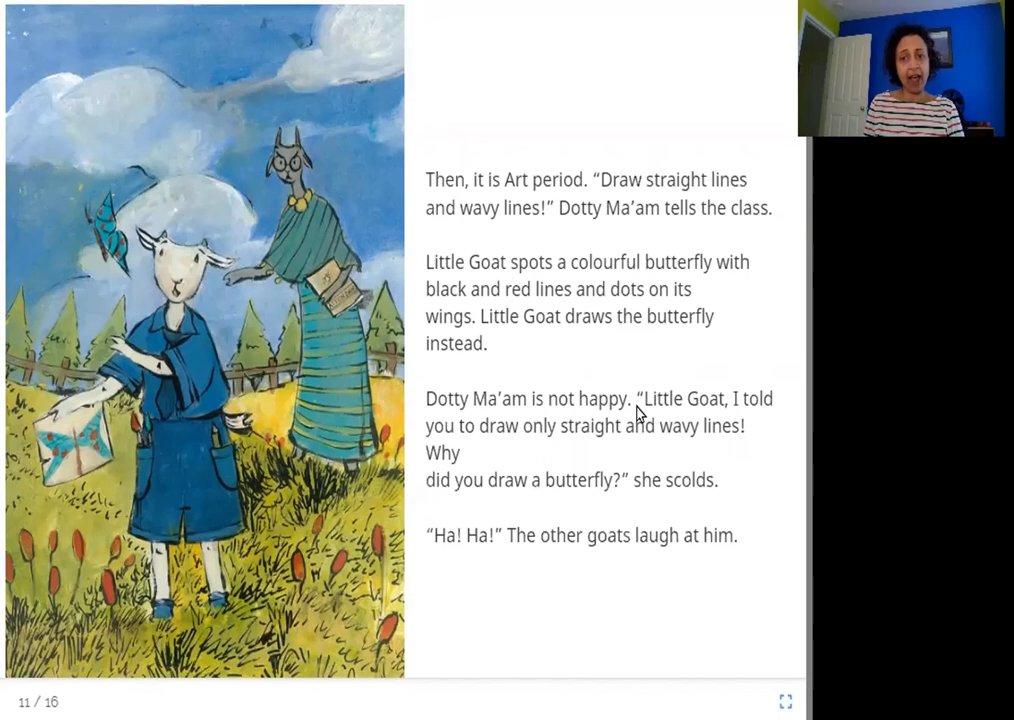 Then, it is Art period. “Draw straight lines
and wavy lines!” Dotty Ma’am tells the class.
Little Goat spots a colourful butterfly with
black and red lines and dots on its
wings. Little Goat draws the butterfly
instead.
Dotty Ma’am is not happy. “Little Goat, I told
you to draw only straight and wavy lines!
Why
did you draw a butterfly?” she scolds.
“Ha! Ha!” The other goats laugh at him.
11 / 16